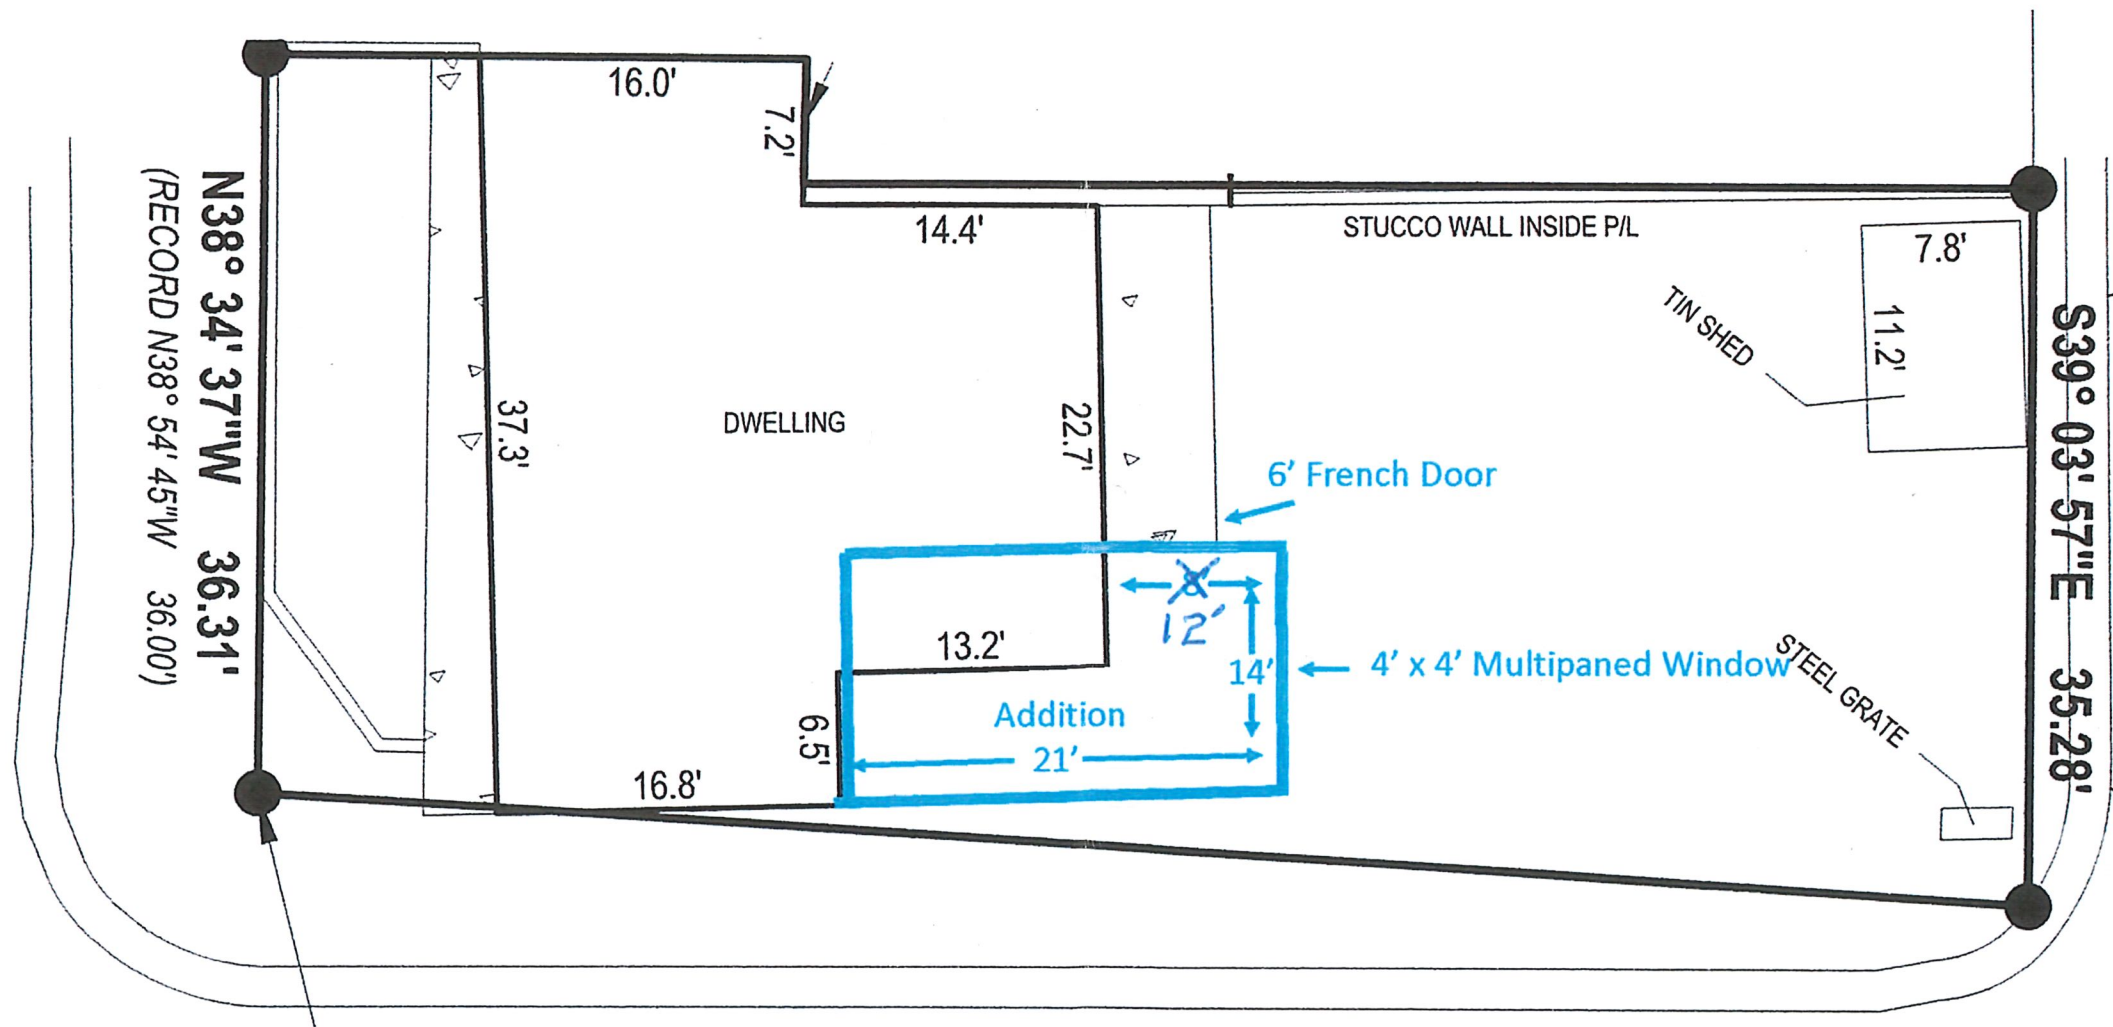 16.0'
7.2'
14.4'
STUCCO WALL INSIDE P/L
7.8'
11.2'
TIN SHED
N38° 34' 37"W 36.31'
(RECORD N38° 54' 45"W 36.00')
S39° 03' 57"E 35.28'
37.3'
DWELLING
22.7'
6' French Door
12'
13.2'
14'
4' x 4' Multipaned Window
STEEL GRATE
Addition
6.5'
21'
16.8'